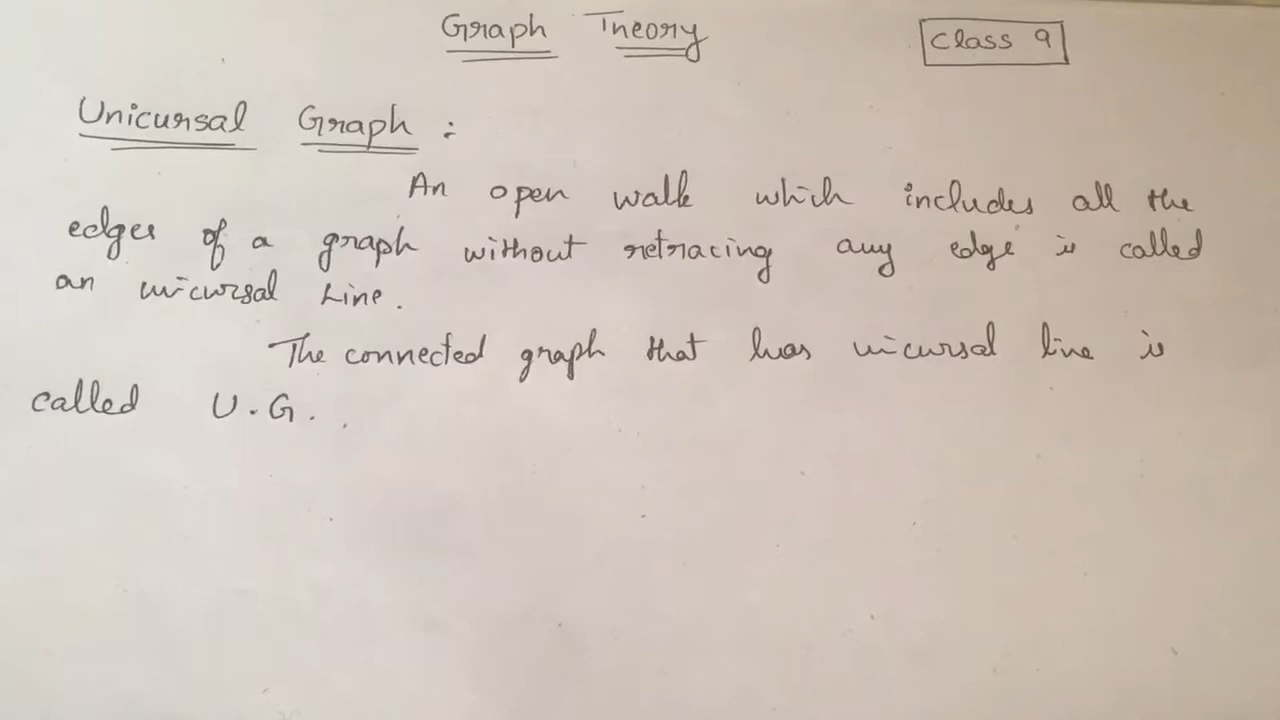 Graph Theory
Class 9
Unicursal Graph :
An open walk which includes all the
edges of a graph without retracing any edge is called
an unicursal Line.
The connected graph that has unicursal line is
called U.G.